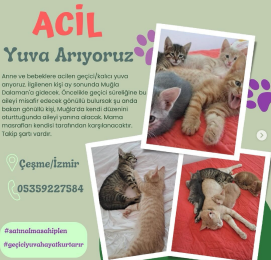 ACİL
Yuva Arıyoruz
Anne ve bebeklere acilen geçici/kalıcı yuva
arıyoruz. İlgilenen kişi ay sonunda Muğla
Dalaman'a gidecek. Öncelikle geçici süreliğine bu
aileyi misafir edecek gönüllü bulursak şu anda
bakan gönüllü kişi, Muğla'da kendi düzenini
oturttuğunda aileyi yanına alacak. Mama
masrafları kendisi tarafından karşılanacaktır.
Takip şartı vardır.
Çeşme/İzmir
05359227584
#satınalmasahiplen
#geçiciyuvahayatkurtarır